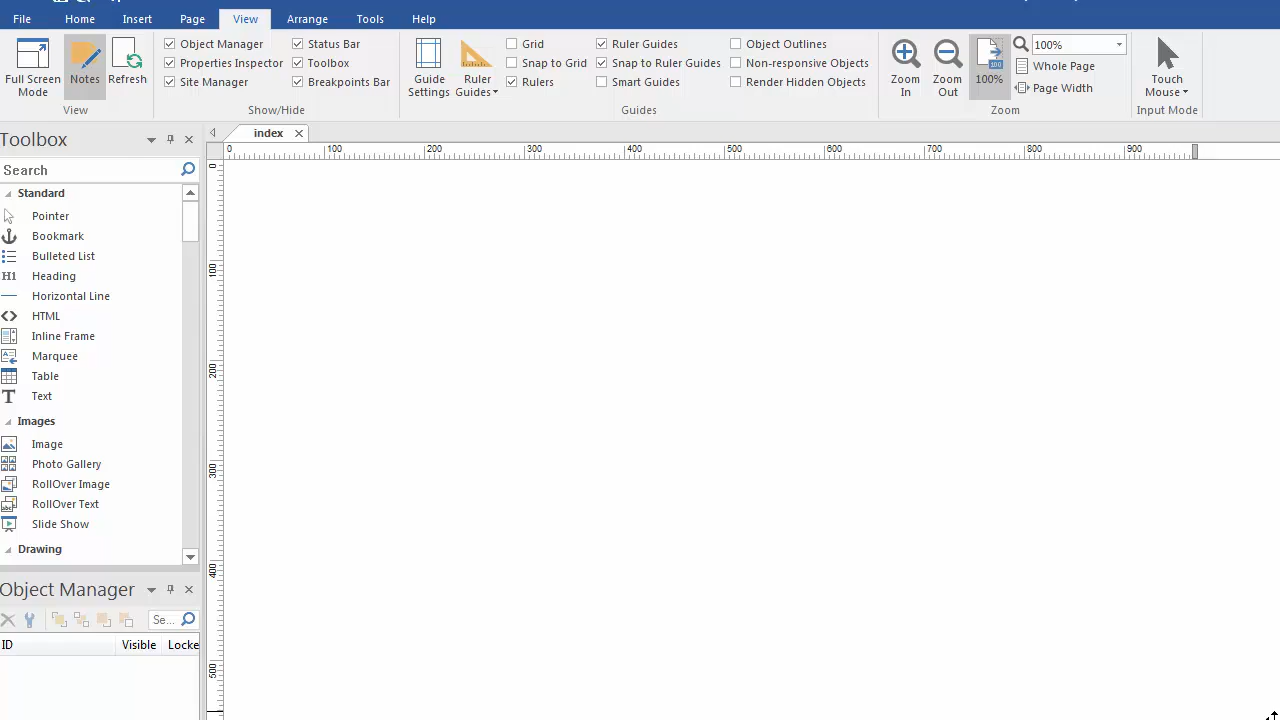 File Home Insert Page View Arrange Tools Help
Object Manager Status Bar Grid Ruler Guides Object Outlines 100%
Properties Inspector Toolbox Snap to Grid Snap to Ruler Guides Non-responsive Objects Whole Page
Full Screen Mode Notes Refresh Site Manager Breakpoints Bar Guide Settings Ruler Guides Rulers Smart Guides Render Hidden Objects Zoom In Zoom Out 100% Page Width Touch Mouse
View Show/Hide Guides Zoom Input Mode
Toolbox index
0 100 200 300 400 500 600 700 800 900
Search
Standard
Pointer
Bookmark
Bulleted List
H1 Heading
Horizontal Line
HTML
Inline Frame
Marquee
Table
Text
Images
Image
Photo Gallery
RollOver Image
RollOver Text
Slide Show
Drawing
Object Manager
Se...
ID Visible Locke
0
100
200
300
400
500